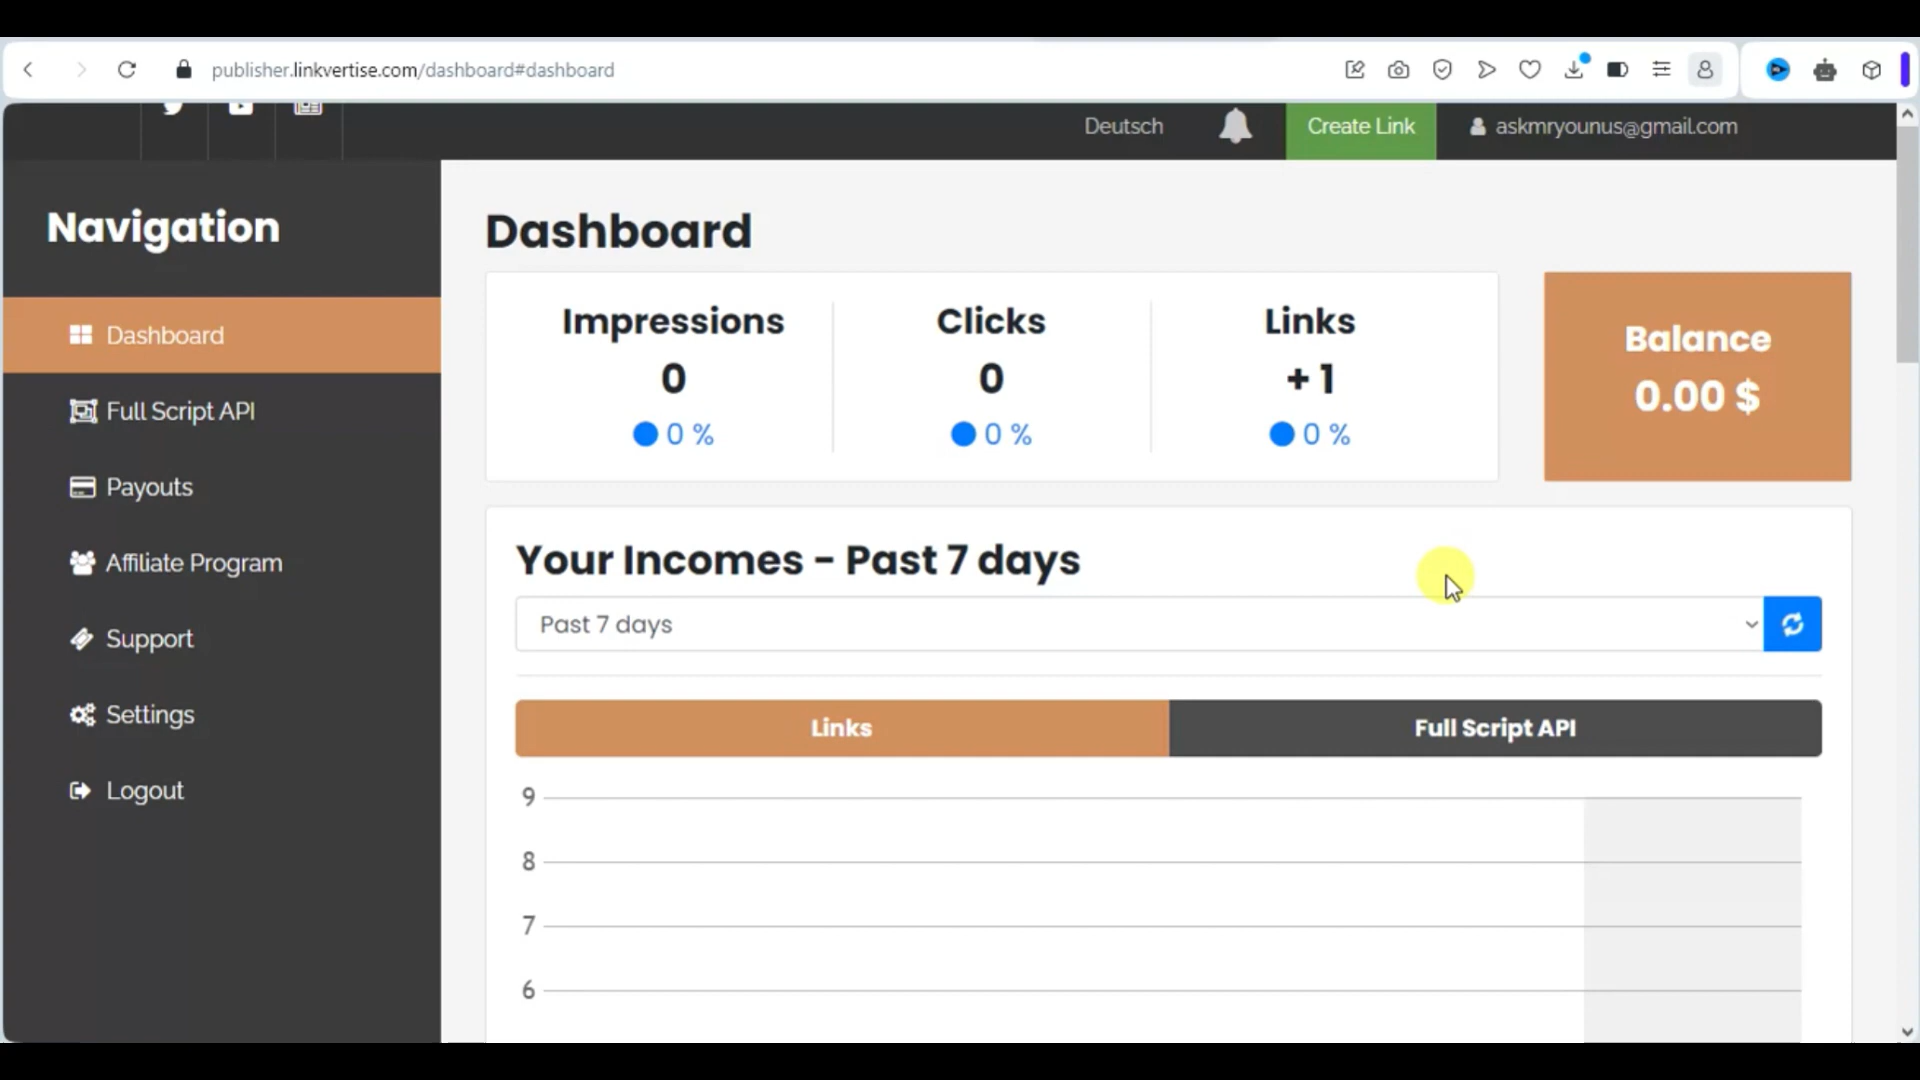 publisher.linkvertise.com/dashboard#dashboard
Deutsch
Create Link
askmryounus@gmail.com
Navigation
Dashboard
Full Script API
Payouts
Affiliate Program
Support
Settings
Logout
Dashboard
Impressions
0
0 %
Clicks
0
0 %
Links
+ 1
0 %
Balance
0.00 $
Your Incomes - Past 7 days
Past 7 days
Links
Full Script API
9
8
7
6